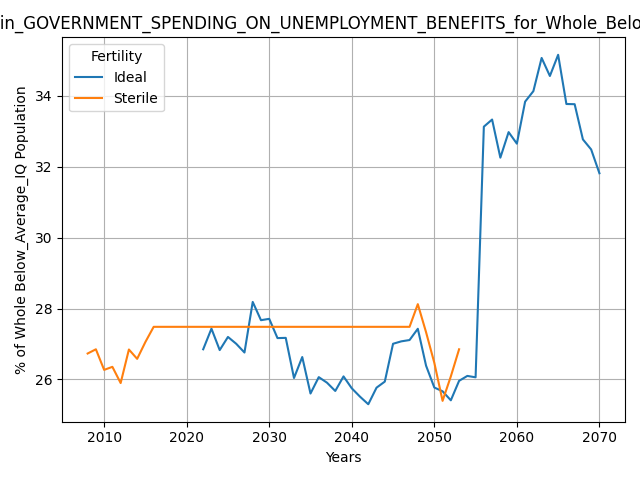 in_GOVERNMENT_SPENDING_ON_UNEMPLOYMENT_BENEFITS_for_Whole_Belo
Fertility
Ideal
Sterile
% of Whole Below_Average_IQ Population
34
32
30
28
26
2010 2020 2030 2040 2050 2060 2070
Years